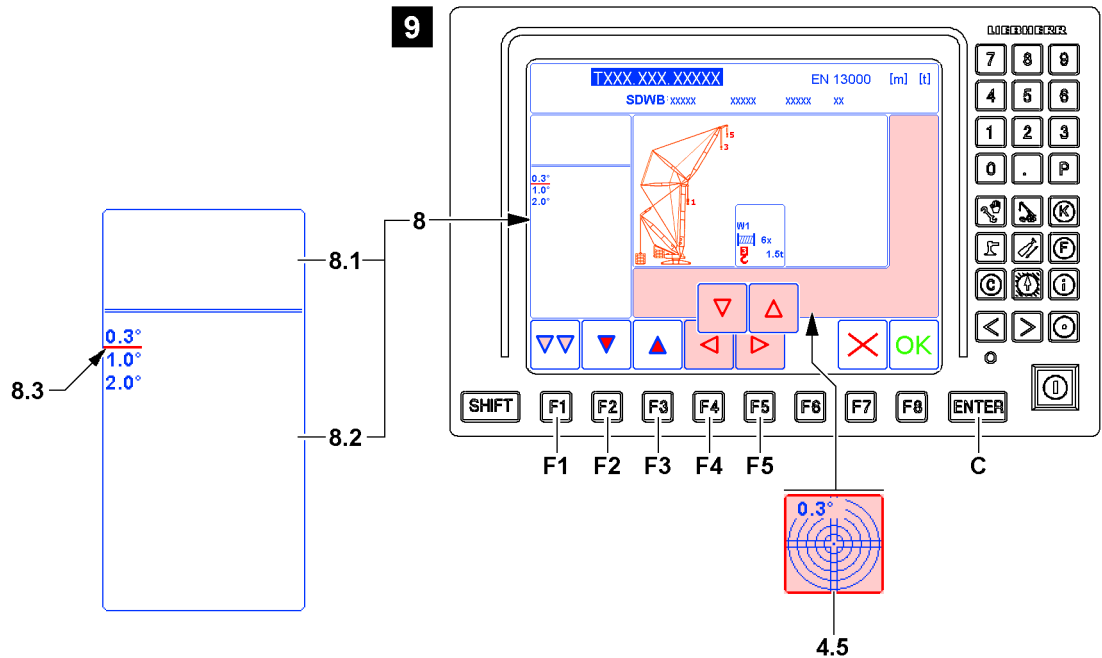 9
LIEBHERR
TXXX.XXX.XXXXX EN 13000 [m] [t]
SDWB: xxxxx xxxxx xxxxx xx
0.3°
1.0°
2.0°
5
3
1
W1
6x
3
1.5t
OK
7 8 9
4 5 6
1 2 3
0 . P
K
F
C i
< >
SHIFT F1 F2 F3 F4 F5 F6 F7 F8 ENTER
F1 F2 F3 F4 F5 C
8
8.1
0.3°
1.0°
2.0°
8.3
8.2
0.3°
4.5